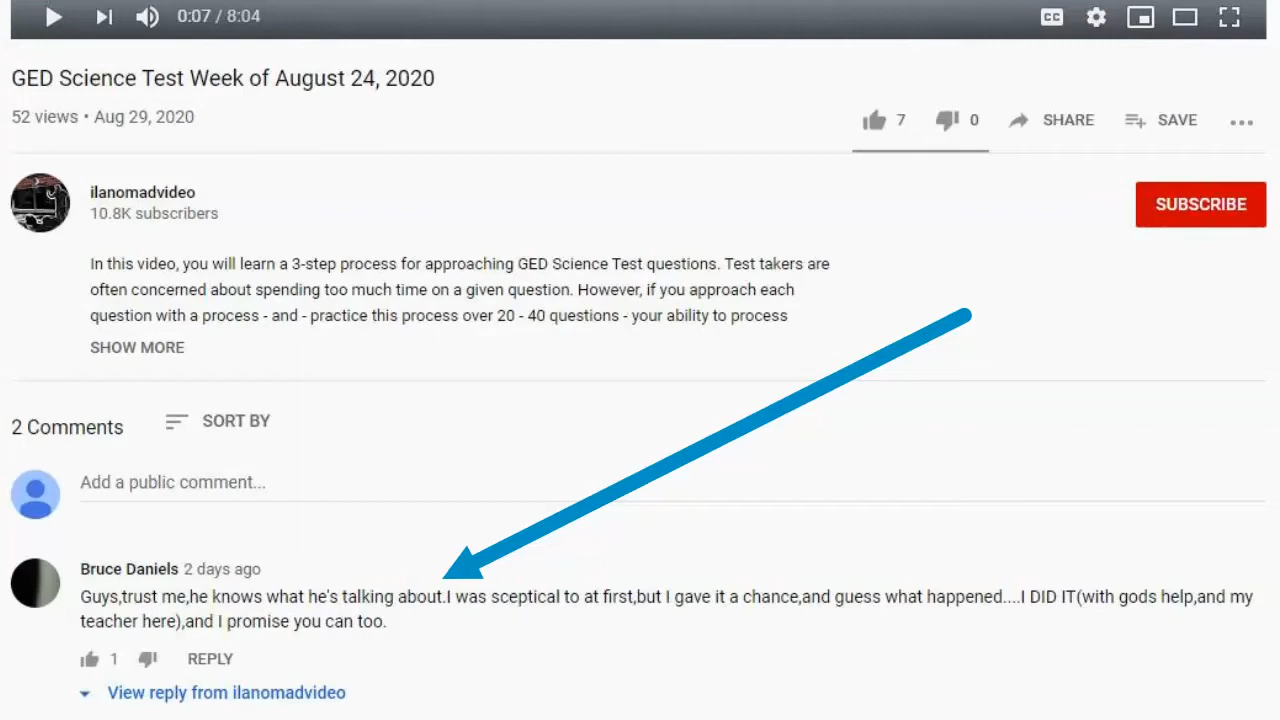 0:07 / 8:04
CC
GED Science Test Week of August 24, 2020
52 views • Aug 29, 2020
7 0 SHARE SAVE
ilanomadvideo
10.8K subscribers
SUBSCRIBE
In this video, you will learn a 3-step process for approaching GED Science Test questions. Test takers are
often concerned about spending too much time on a given question. However, if you approach each
question with a process - and - practice this process over 20 - 40 questions - your ability to process
SHOW MORE
2 Comments SORT BY
Add a public comment...
Bruce Daniels 2 days ago
Guys,trust me,he knows what he's talking about.I was sceptical to at first,but I gave it a chance,and guess what happened....I DID IT(with gods help,and my
teacher here),and I promise you can too.
1 REPLY
View reply from ilanomadvideo